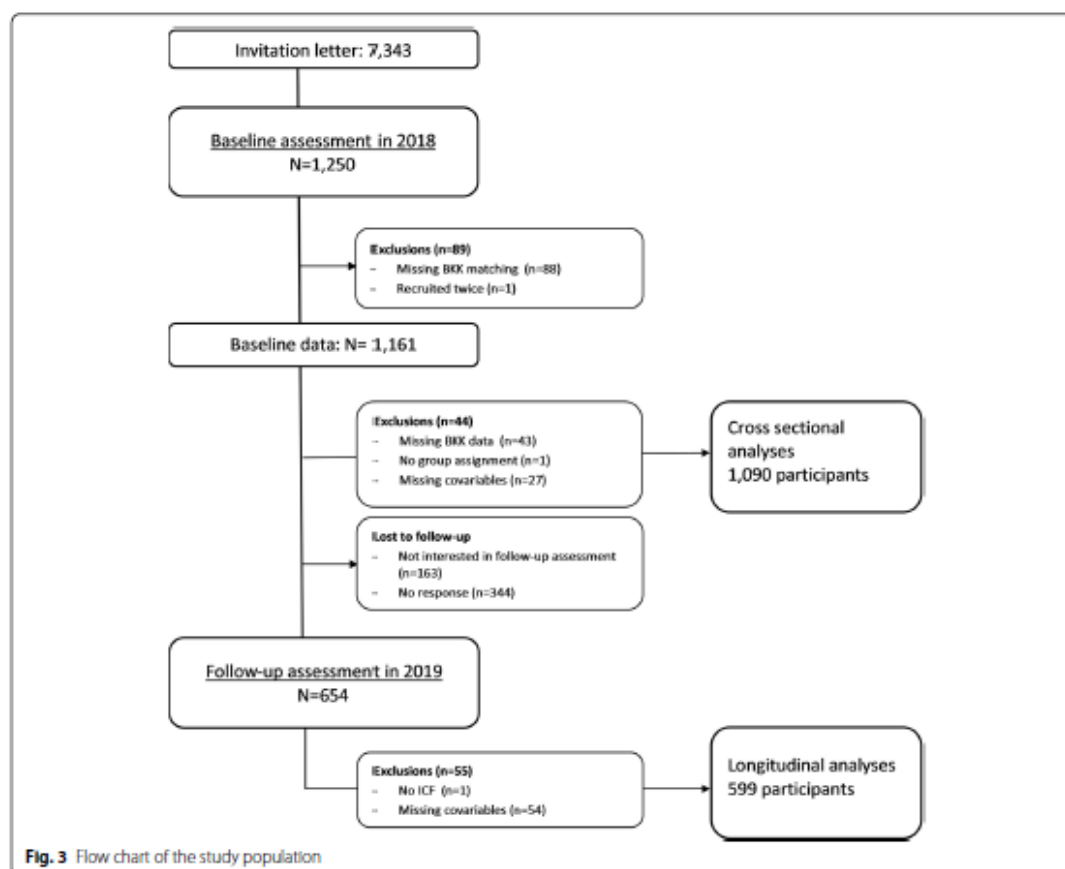 Invitation letter: 7,343
Baseline assessment in 2018
N=1,250
Exclusions (n=89)
- Missing BKK matching (n=88)
- Recruited twice (n=1)
Baseline data: N= 1,161
Exclusions (n=44)
- Missing BKK data (n=43)
- No group assignment (n=1)
- Missing covariables (n=27)
Cross sectional
analyses
1,090 participants
Lost to follow-up
- Not interested in follow-up assessment
(n=163)
- No response (n=344)
Follow-up assessment in 2019
N=654
Exclusions (n=55)
- No ICF (n=1)
- Missing covariables (n=54)
Longitudinal analyses
599 participants
Fig. 3 Flow chart of the study population